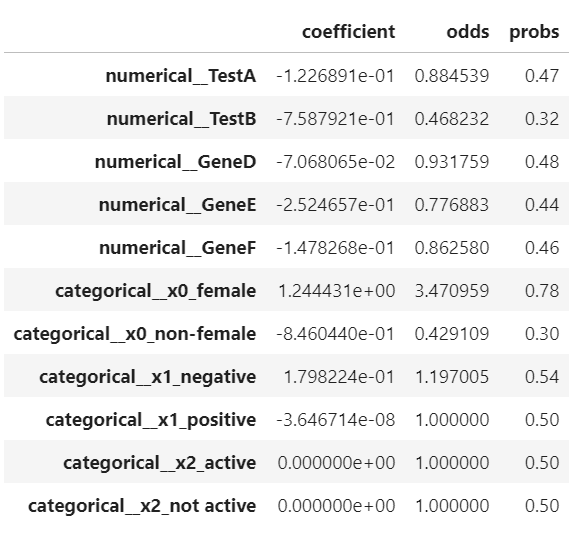 coefficient odds probs
numerical__TestA -1.226891e-01 0.884539 0.47
numerical__TestB -7.587921e-01 0.468232 0.32
numerical__GeneD -7.068065e-02 0.931759 0.48
numerical__GeneE -2.524657e-01 0.776883 0.44
numerical__GeneF -1.478268e-01 0.862580 0.46
categorical__x0_female 1.244431e+00 3.470959 0.78
categorical__x0_non-female -8.460440e-01 0.429109 0.30
categorical__x1_negative 1.798224e-01 1.197005 0.54
categorical__x1_positive -3.646714e-08 1.000000 0.50
categorical__x2_active 0.000000e+00 1.000000 0.50
categorical__x2_not active 0.000000e+00 1.000000 0.50